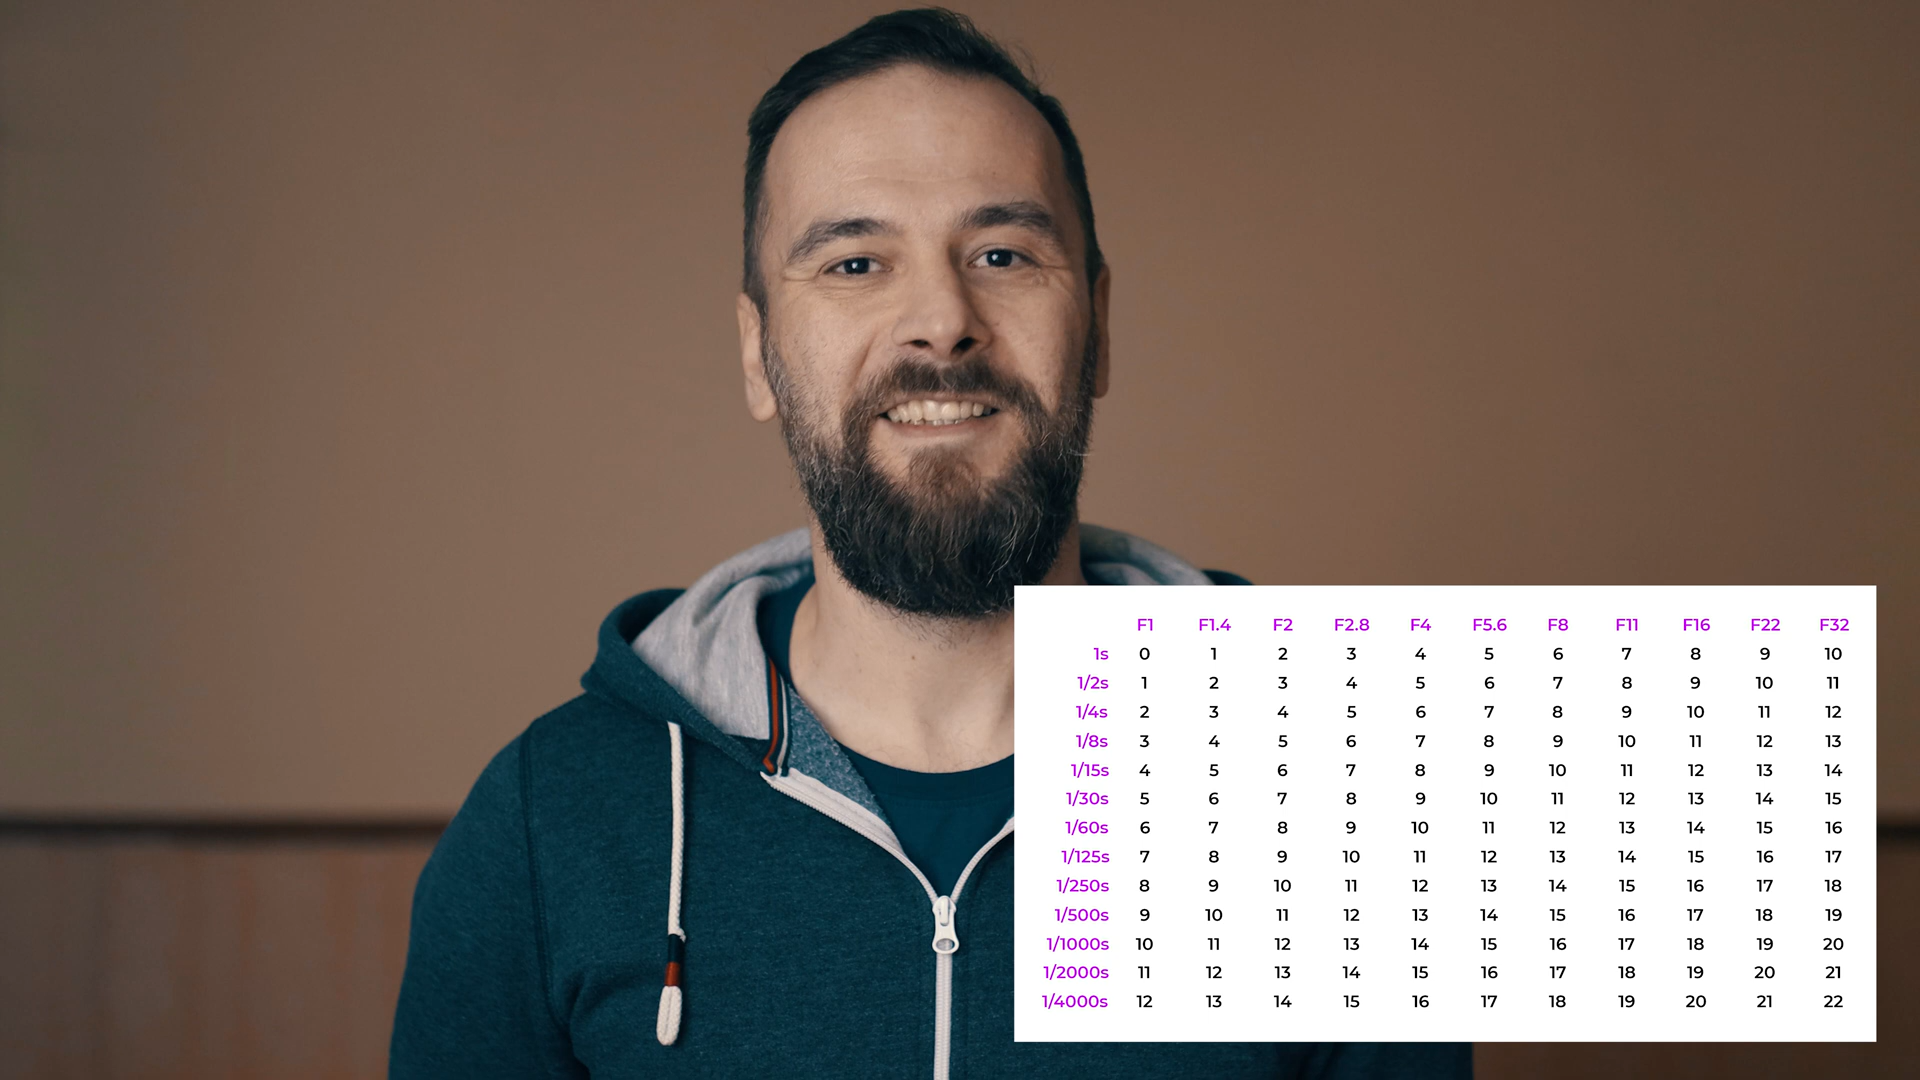 F1 F1.4 F2 F2.8 F4 F5.6 F8 F11 F16 F22 F32
1s 0 1 2 3 4 5 6 7 8 9 10
1/2s 1 2 3 4 5 6 7 8 9 10 11
1/4s 2 3 4 5 6 7 8 9 10 11 12
1/8s 3 4 5 6 7 8 9 10 11 12 13
1/15s 4 5 6 7 8 9 10 11 12 13 14
1/30s 5 6 7 8 9 10 11 12 13 14 15
1/60s 6 7 8 9 10 11 12 13 14 15 16
1/125s 7 8 9 10 11 12 13 14 15 16 17
1/250s 8 9 10 11 12 13 14 15 16 17 18
1/500s 9 10 11 12 13 14 15 16 17 18 19
1/1000s 10 11 12 13 14 15 16 17 18 19 20
1/2000s 11 12 13 14 15 16 17 18 19 20 21
1/4000s 12 13 14 15 16 17 18 19 20 21 22